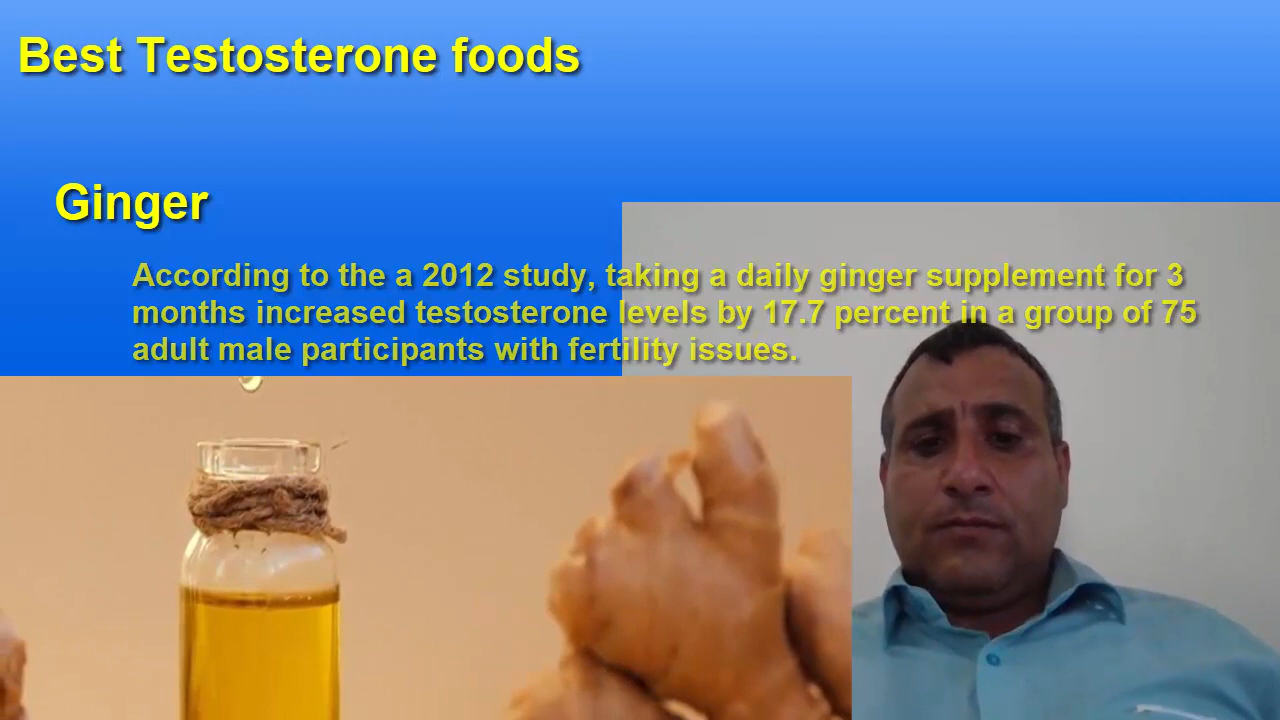 Best Testosterone foods
Ginger
According to the a 2012 study, taking a daily ginger supplement for 3
months increased testosterone levels by 17.7 percent in a group of 75
adult male participants with fertility issues.